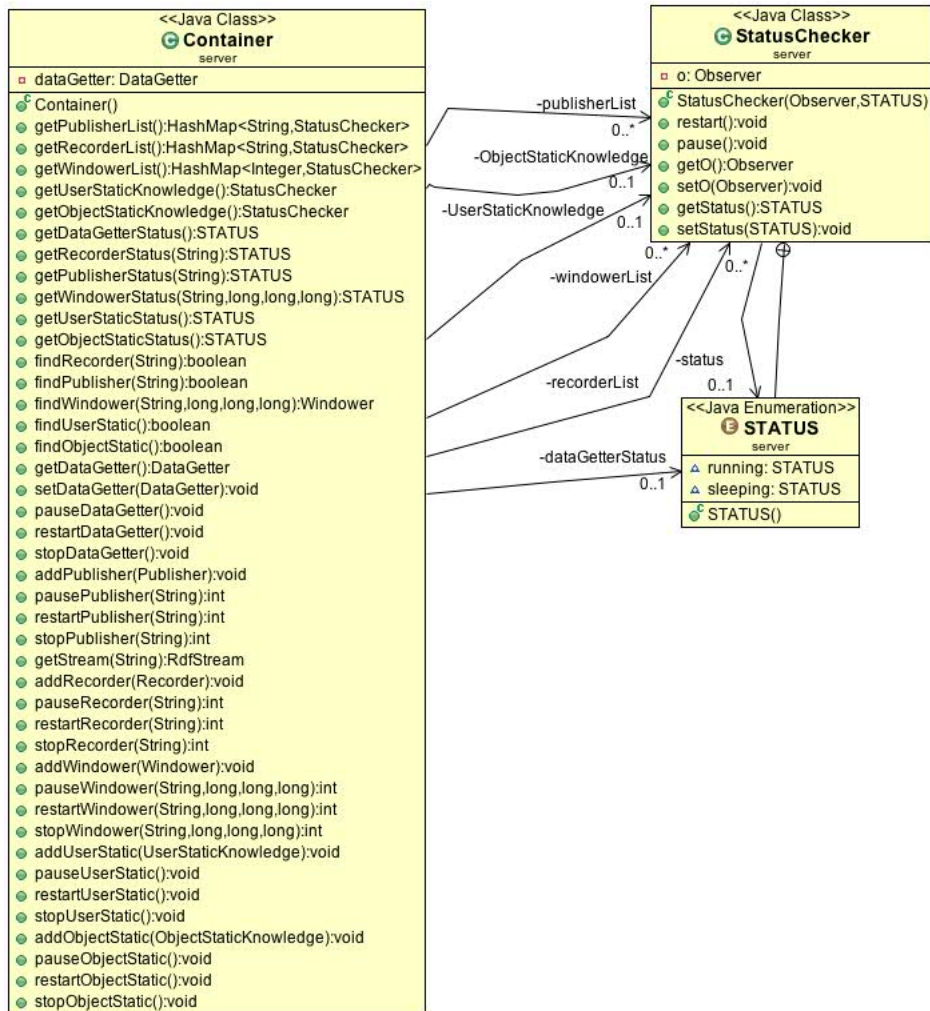 <<Java Class>>
C Container
server
dataGetter: DataGetter
Container()
getPublisherList():HashMap<String,StatusChecker>
getRecorderList():HashMap<String,StatusChecker>
getWindowerList():HashMap<Integer,StatusChecker>
getUserStaticKnowledge():StatusChecker
getObjectStaticKnowledge():StatusChecker
getDataGetterStatus():STATUS
getRecorderStatus(String):STATUS
getPublisherStatus(String):STATUS
getWindowerStatus(String,long,long,long):STATUS
getUserStaticStatus():STATUS
getObjectStaticStatus():STATUS
findRecorder(String):boolean
findPublisher(String):boolean
findWindower(String,long,long,long):Windower
findUserStatic():boolean
findObjectStatic():boolean
getDataGetter():DataGetter
setDataGetter(DataGetter):void
pauseDataGetter():void
restartDataGetter():void
stopDataGetter():void
addPublisher(Publisher):void
pausePublisher(String):int
restartPublisher(String):int
stopPublisher(String):int
getStream(String):RdfStream
addRecorder(Recorder):void
pauseRecorder(String):int
restartRecorder(String):int
stopRecorder(String):int
addWindower(Windower):void
pauseWindower(String,long,long,long):int
restartWindower(String,long,long,long):int
stopWindower(String,long,long,long):int
addUserStatic(UserStaticKnowledge):void
pauseUserStatic():void
restartUserStatic():void
stopUserStatic():void
addObjectStatic(ObjectStaticKnowledge):void
pauseObjectStatic():void
restartObjectStatic():void
stopObjectStatic():void
-publisherList
0..*
-ObjectStaticKnowledge
0..1
-UserStaticKnowledge
0..1
-windowerList
0..*
-recorderList
0..*
-status
0..1
-dataGetterStatus
0..1
<<Java Class>>
C StatusChecker
server
o: Observer
C StatusChecker(Observer,STATUS)
restart():void
pause():void
getO():Observer
setO(Observer):void
getStatus():STATUS
setStatus(STATUS):void
<<Java Enumeration>>
E STATUS
server
running: STATUS
sleeping: STATUS
C STATUS()